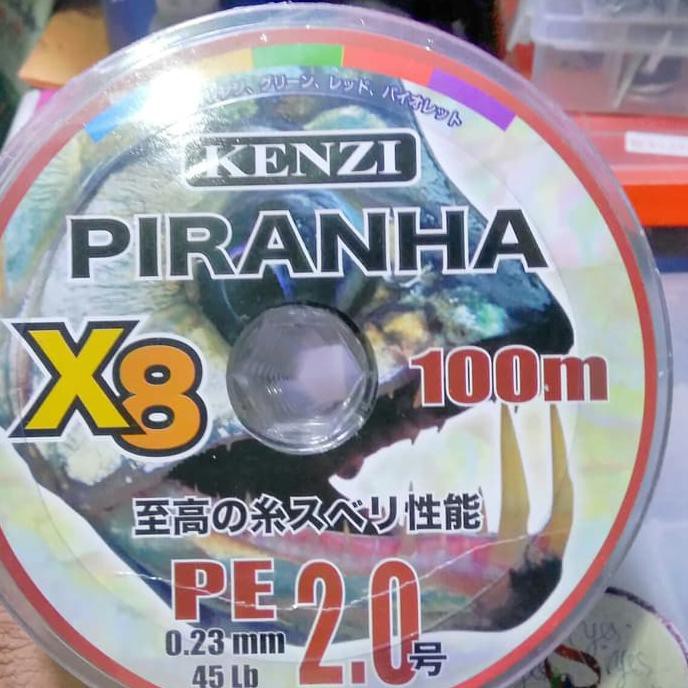 グリーン、レッド、バイオレット
KENZI
PIRANHA
X8
100m
至高の糸スベリ性能
PE 2.0号
0.23 mm
45 Lb